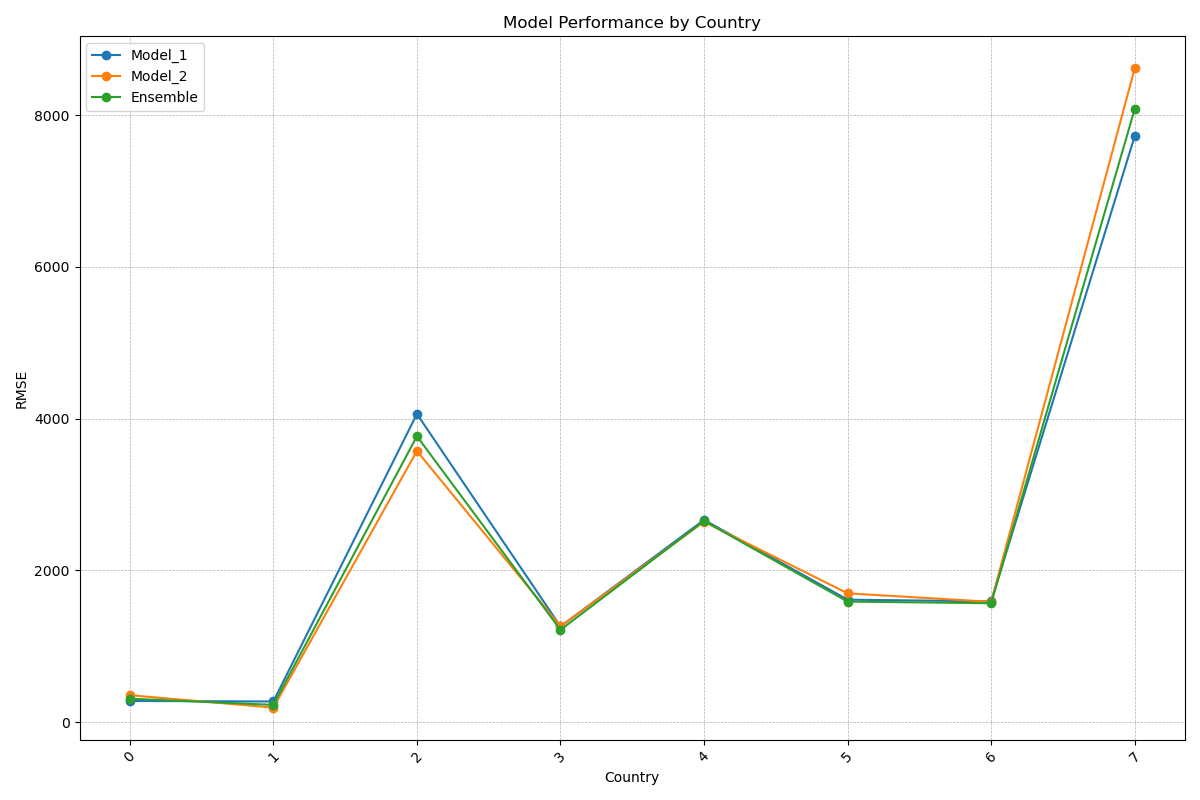 Model Performance by Country
Model_1
Model_2
Ensemble
RMSE
8000
6000
4000
2000
0
0 1 2 3 4 5 6 7
Country